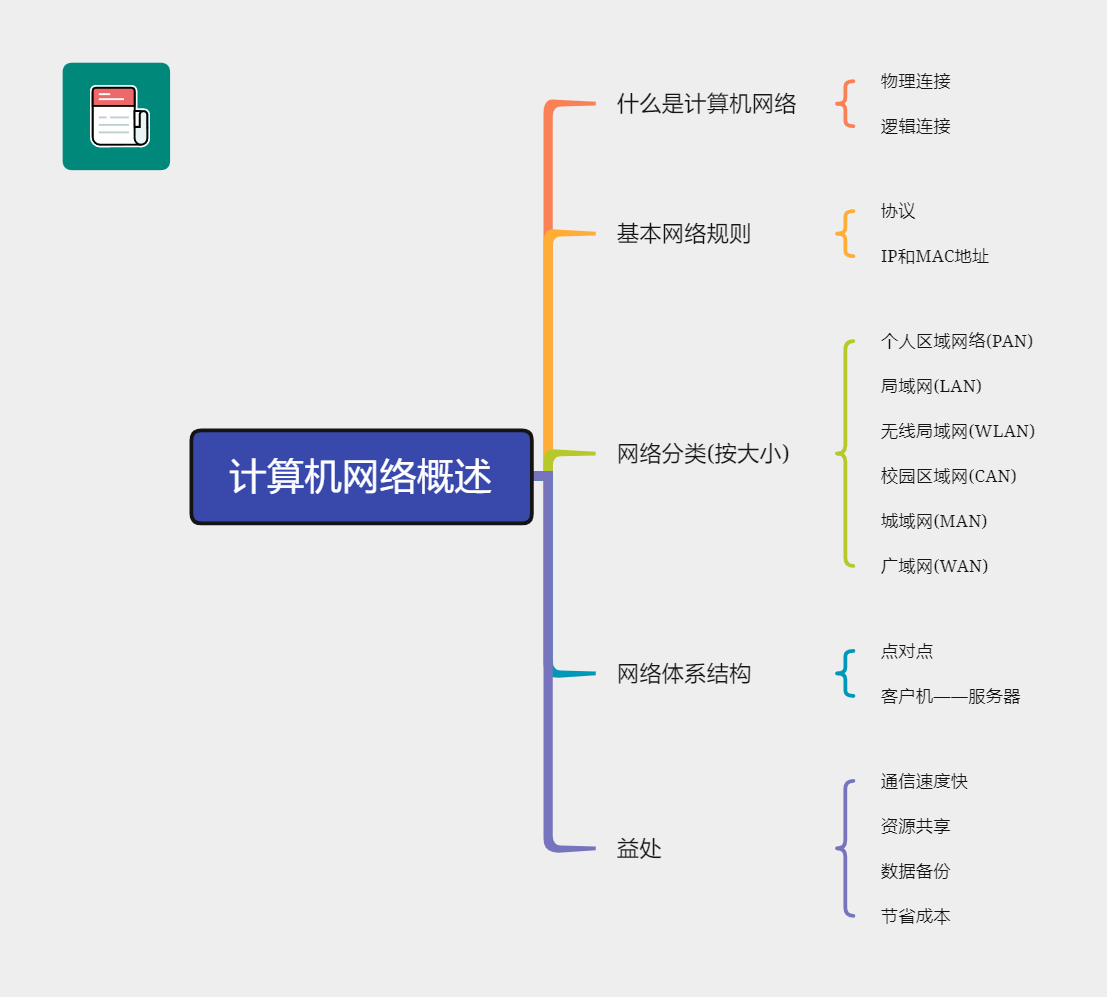 计算机网络概述
什么是计算机网络
物理连接
逻辑连接
基本网络规则
协议
IP和MAC地址
网络分类(按大小)
个人区域网络(PAN)
局域网(LAN)
无线局域网(WLAN)
校园区域网(CAN)
城域网(MAN)
广域网(WAN)
网络体系结构
点对点
客户机——服务器
益处
通信速度快
资源共享
数据备份
节省成本